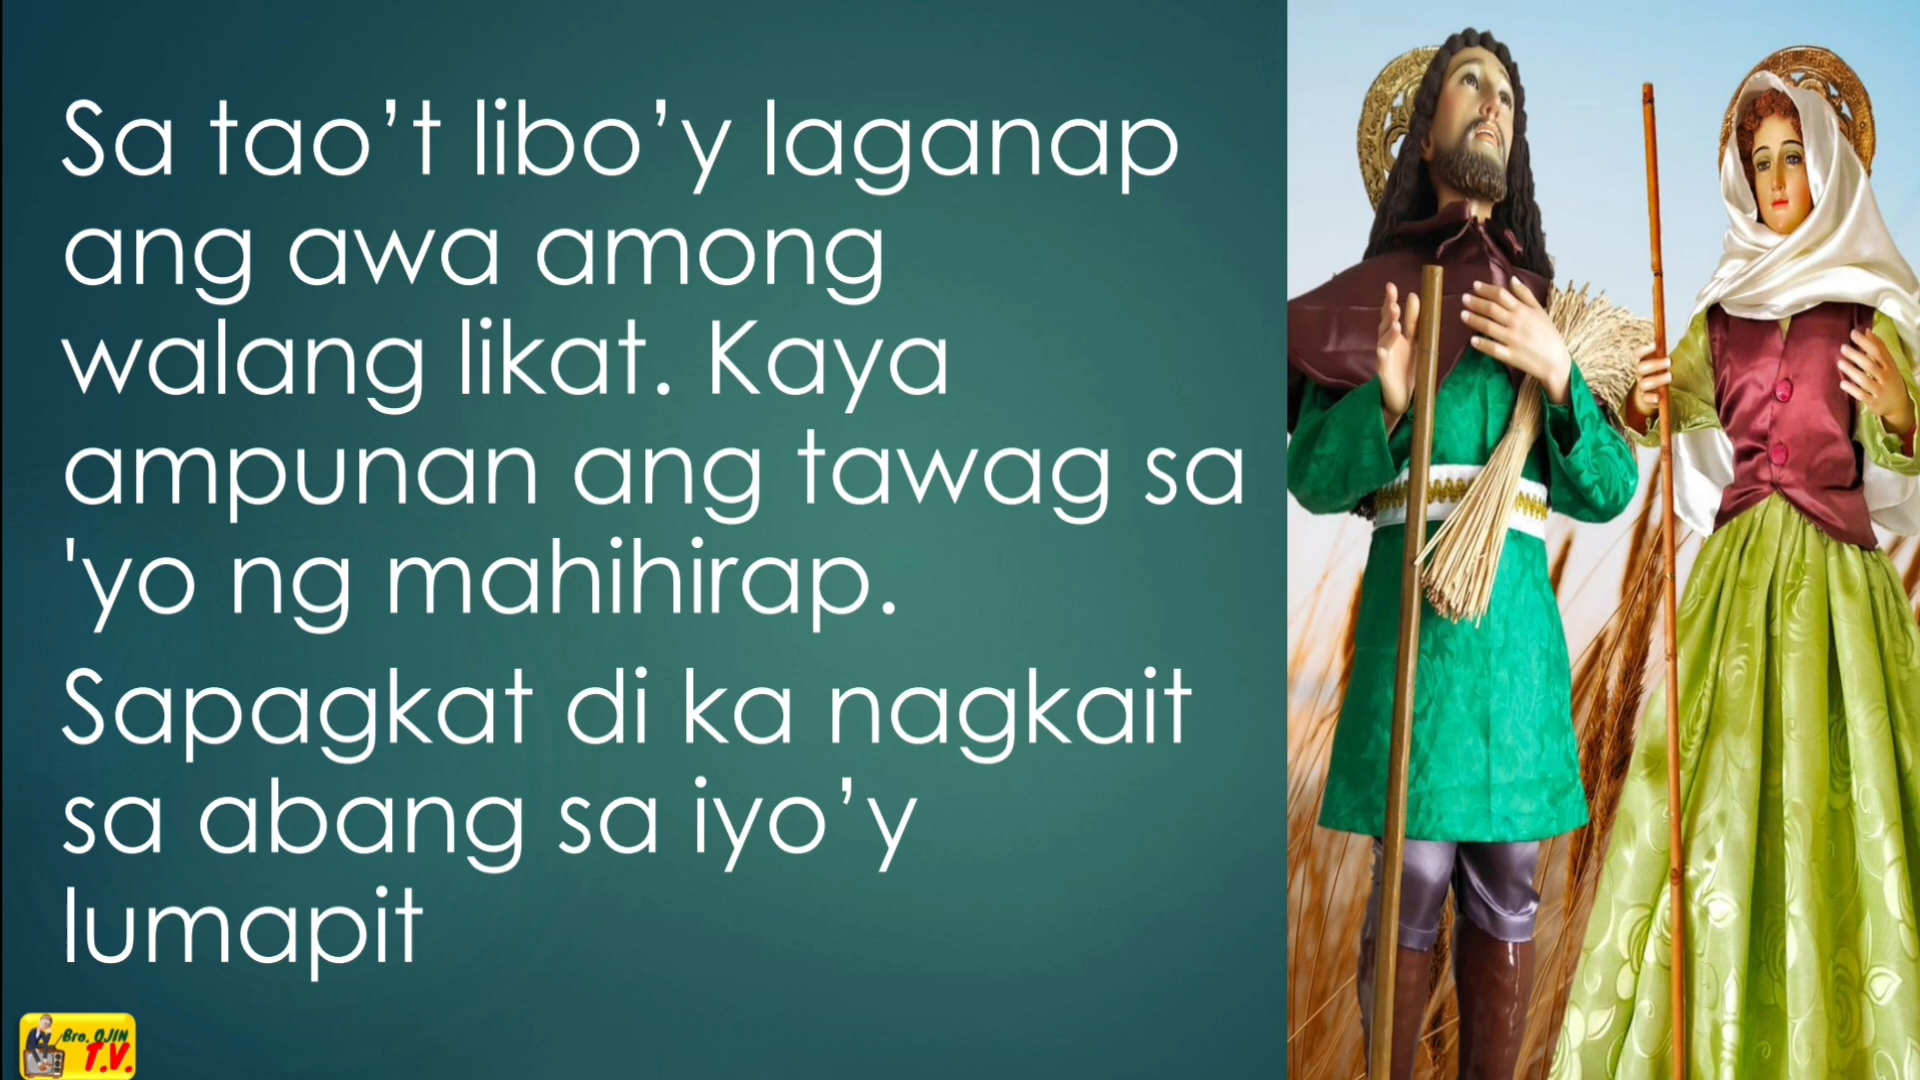 Sa tao’t libo’y laganap
ang awa among
walang likat. Kaya
ampunan ang tawag sa
'yo ng mahihirap.
Sapagkat di ka nagkait
sa abang sa iyo’y
lumapit
Bro. OJIN
T.V.